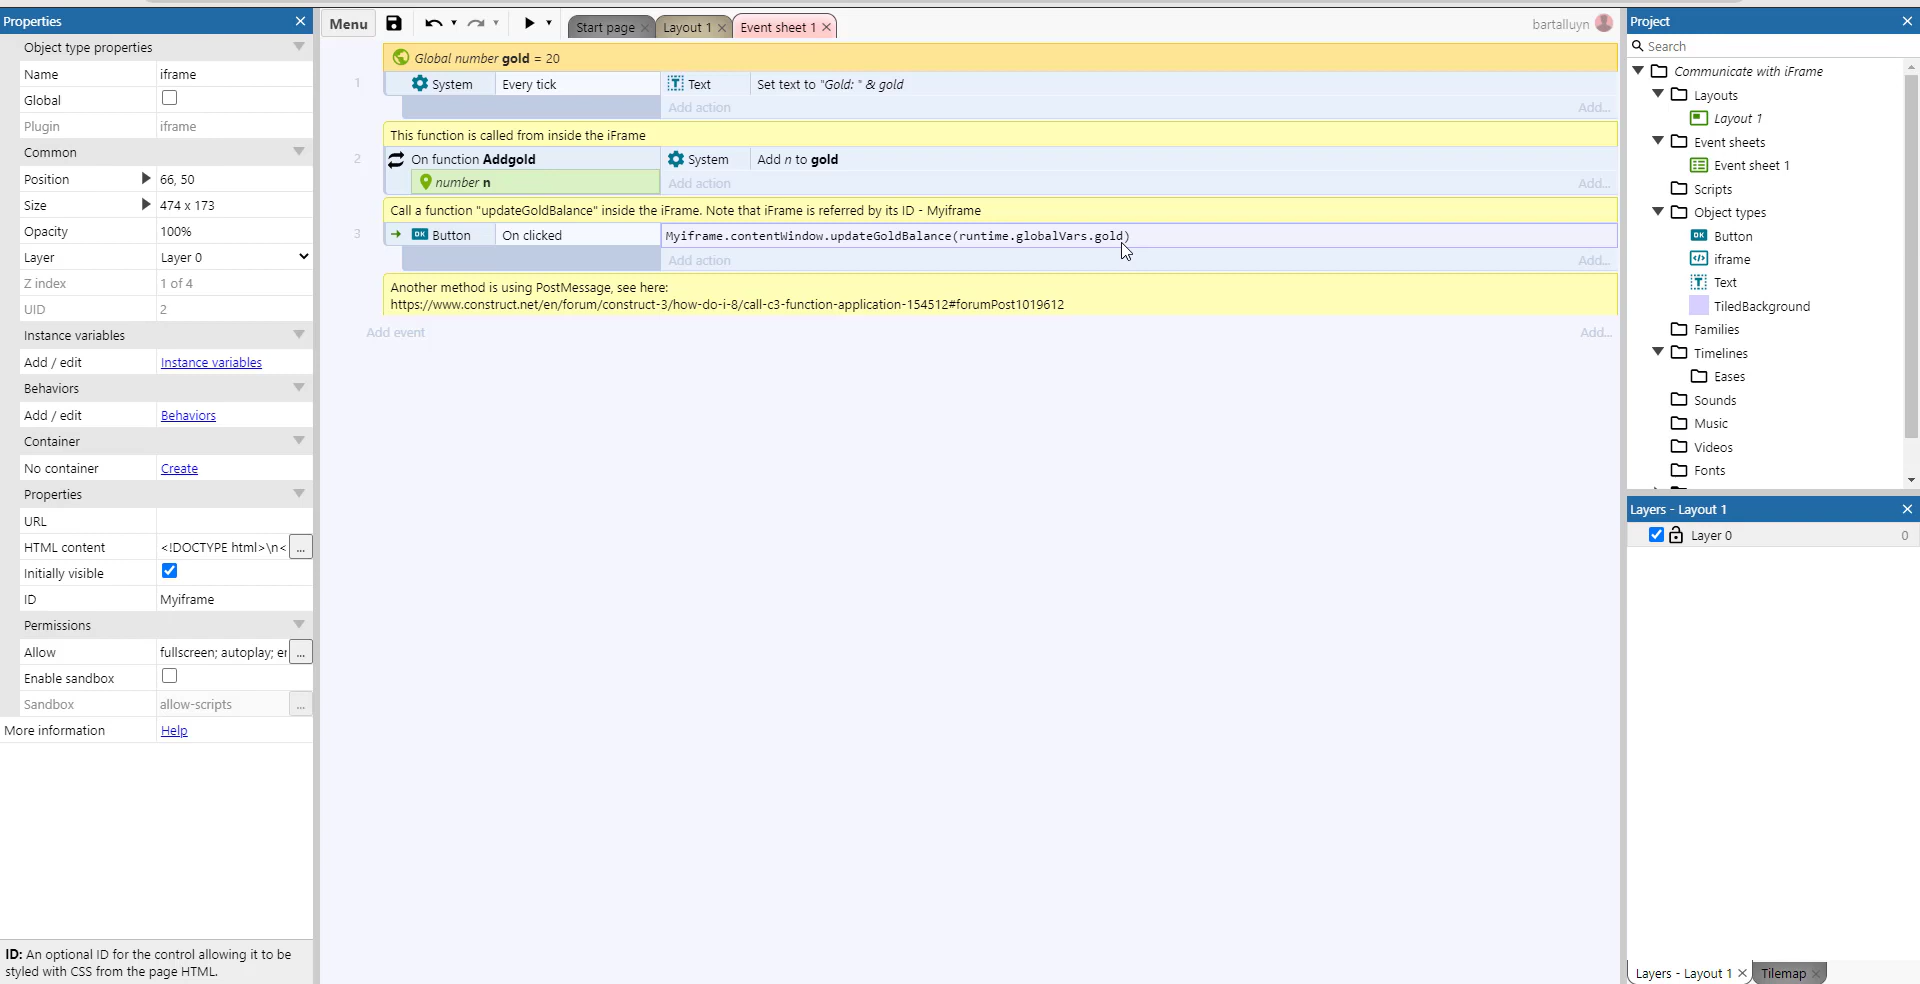 Properties
Object type properties
Name iframe
Global
Plugin iframe
Common
Position 66, 50
Size 474 x 173
Opacity 100%
Layer Layer 0
Z index 1 of 4
UID 2
Instance variables
Add / edit Instance variables
Behaviors
Add / edit Behaviors
Container
No container Create
Properties
URL
HTML content <!DOCTYPE html>\n< ...
Initially visible
ID Myiframe
Permissions
Allow fullscreen; autoplay; er ...
Enable sandbox
Sandbox allow-scripts ...
More information Help
ID: An optional ID for the control allowing it to be
styled with CSS from the page HTML.
Menu Start page Layout 1 Event sheet 1 bartalluyn
Global number gold = 20
1 System Every tick Text Set text to "Gold: " & gold
Add action Add...
This function is called from inside the iFrame
2 On function Addgold System Add n to gold
number n Add action Add...
Call a function "updateGoldBalance" inside the iFrame. Note that iFrame is referred by its ID - Myiframe
3 OK Button On clicked Myiframe.contentWindow.updateGoldBalance(runtime.globalVars.gold)
Add action Add...
Another method is using PostMessage, see here:
https://www.construct.net/en/forum/construct-3/how-do-i-8/call-c3-function-application-154512#forumPost1019612
Add event Add...
Project
Search
Communicate with iFrame
Layouts
Layout 1
Event sheets
Event sheet 1
Scripts
Object types
OK Button
iframe
Text
TiledBackground
Families
Timelines
Eases
Sounds
Music
Videos
Fonts
Layers - Layout 1
Layer 0 0
Layers - Layout 1 Tilemap